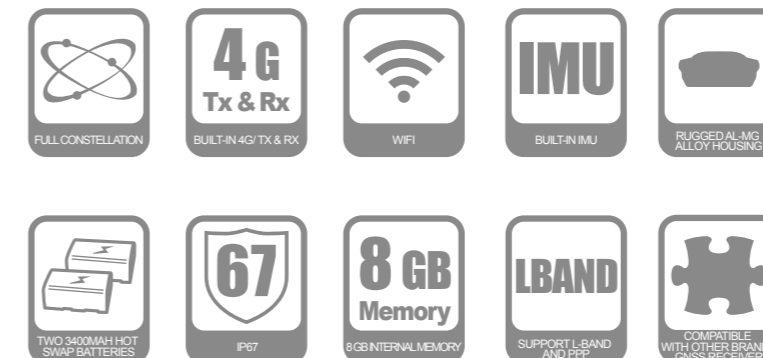 4 G
Tx & Rx
IMU
FULL CONSTELLATION
BUILT-IN 4G/ TX & RX
WIFI
BUILT-IN IMU
RUGGED AL-MG
ALLOY HOUSING
67
8 GB
Memory
LBAND
TWO 3400MAH HOT
SWAP BATTERIES
IP67
8 GB INTERNAL MEMORY
SUPPORT L-BAND
AND PPP
COMPATIBLE
WITH OTHER BRAND
GNSS RECEIVER